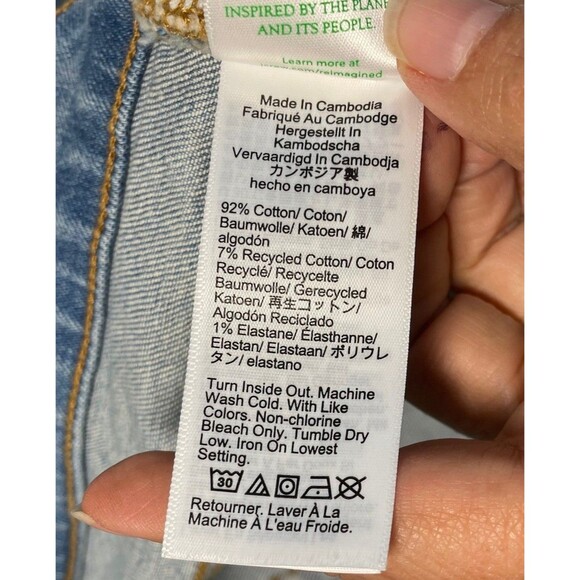 INSPIRED BY THE PLANE
AND ITS PEOPLE.
Learn more at
Made In Cambodia
Fabriqué Au Cambodge
Hergestellt In
Kambodscha
Vervaardigd In Cambodja
カンボジア製
hecho en camboya
92% Cotton/ Coton/
Baumwolle/ Katoen/ 綿/
algodón
7% Recycled Cotton/ Coton
Recyclé/ Recycelte
Baumwolle/ Gerecycled
Katoen/ 再生コットン/
Algodón Reciclado
1% Elastane/ Élasthanne/
Elastan/ Elastaan/ ポリウレ
タン/ elastano
Turn Inside Out. Machine
Wash Cold. With Like
Colors. Non-chlorine
Bleach Only. Tumble Dry
Low. Iron On Lowest
Setting.
30
Retourner. Laver À La
Machine À L'eau Froide.